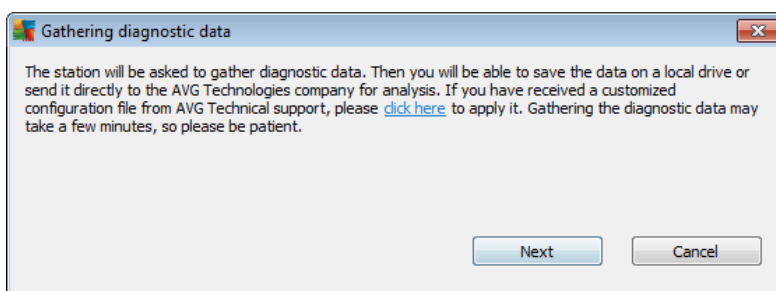 Gathering diagnostic data
The station will be asked to gather diagnostic data. Then you will be able to save the data on a local drive or
send it directly to the AVG Technologies company for analysis. If you have received a customized
configuration file from AVG Technical support, please click here to apply it. Gathering the diagnostic data may
take a few minutes, so please be patient.
Next
Cancel